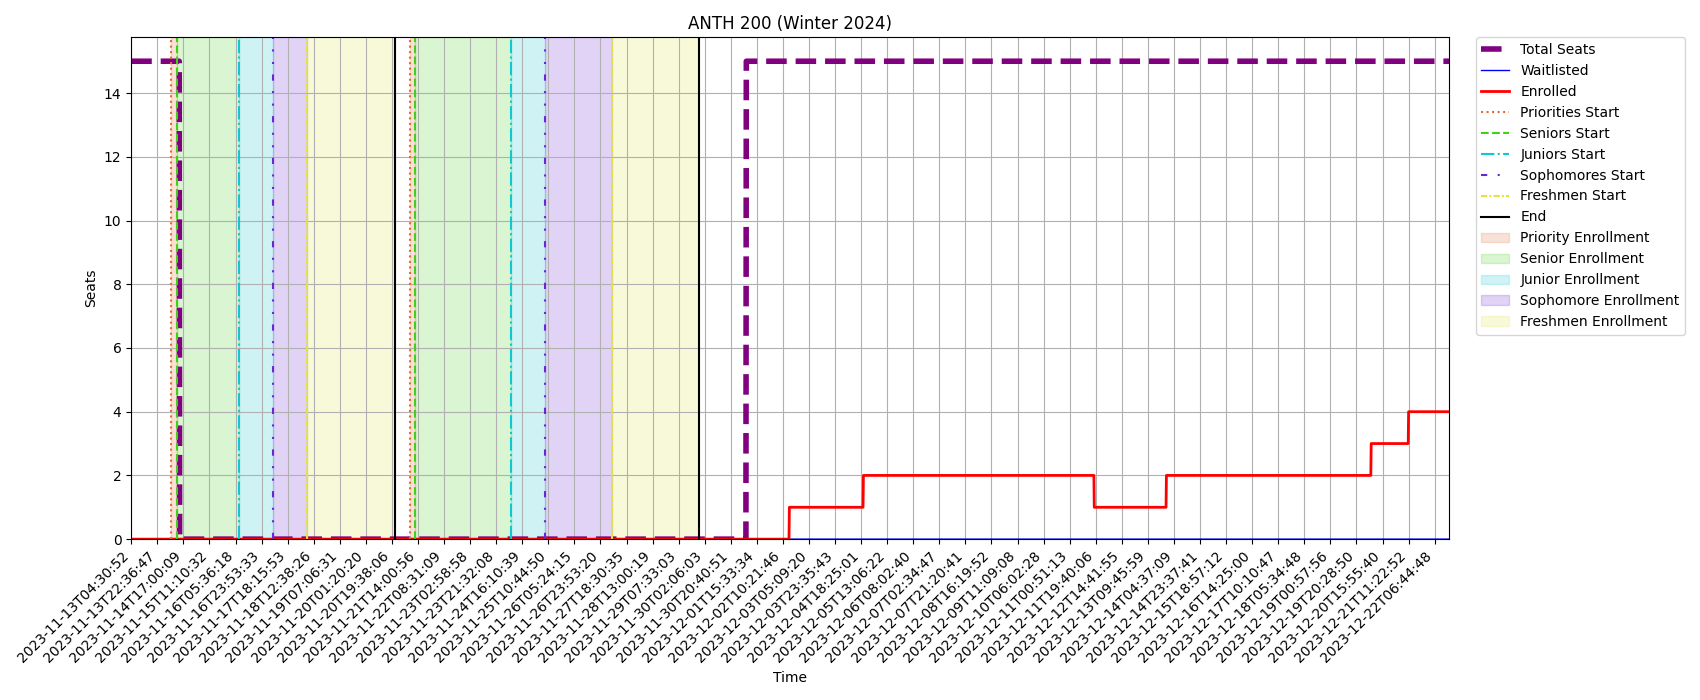 ANTH 200 (Winter 2024)
Total Seats
Waitlisted
Enrolled
Priorities Start
Seniors Start
Juniors Start
Sophomores Start
Freshmen Start
End
Priority Enrollment
Senior Enrollment
Junior Enrollment
Sophomore Enrollment
Freshmen Enrollment
Seats
14
12
10
8
6
4
2
0
2023-11-13T04:30:52
2023-11-13T22:36:47
2023-11-14T17:00:09
2023-11-15T11:10:32
2023-11-16T05:36:18
2023-11-16T23:53:33
2023-11-17T18:15:53
2023-11-18T12:38:26
2023-11-19T07:06:31
2023-11-20T01:20:20
2023-11-20T19:38:06
2023-11-21T14:00:56
2023-11-22T08:31:09
2023-11-23T02:58:58
2023-11-23T21:32:08
2023-11-24T16:10:39
2023-11-25T10:44:50
2023-11-26T05:24:15
2023-11-26T23:53:20
2023-11-27T18:30:35
2023-11-28T13:00:19
2023-11-29T07:33:03
2023-11-30T02:06:03
2023-11-30T20:40:51
2023-12-01T15:33:34
2023-12-02T10:21:46
2023-12-03T05:09:20
2023-12-03T23:35:43
2023-12-04T18:25:01
2023-12-05T13:06:22
2023-12-06T08:02:40
2023-12-07T02:34:47
2023-12-07T21:20:41
2023-12-08T16:19:52
2023-12-09T11:09:08
2023-12-10T06:02:28
2023-12-11T00:51:13
2023-12-11T19:40:06
2023-12-12T14:41:55
2023-12-13T09:45:59
2023-12-14T04:37:09
2023-12-14T23:37:41
2023-12-15T18:57:12
2023-12-16T14:25:00
2023-12-17T10:10:47
2023-12-18T05:34:48
2023-12-19T00:57:56
2023-12-19T20:28:50
2023-12-20T15:55:40
2023-12-21T11:22:52
2023-12-22T06:44:48
Time